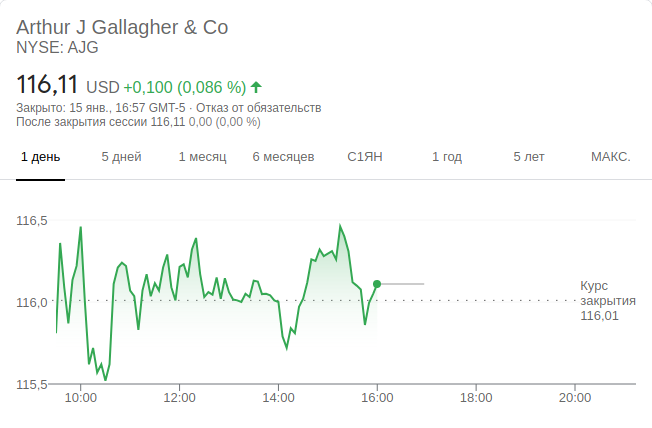 Arthur J Gallagher & Co
NYSE: AJG
116,11 USD +0,100 (0,086 %)
Закрыто: 15 янв., 16:57 GMT-5 · Отказ от обязательств
После закрытия сессии 116,11 0,00 (0,00 %)
1 день 5 дней 1 месяц 6 месяцев С1ЯН 1 год 5 лет МАКС.
116,5
116,0
115,5
Курс
закрытия
116,01
10:00 12:00 14:00 16:00 18:00 20:00